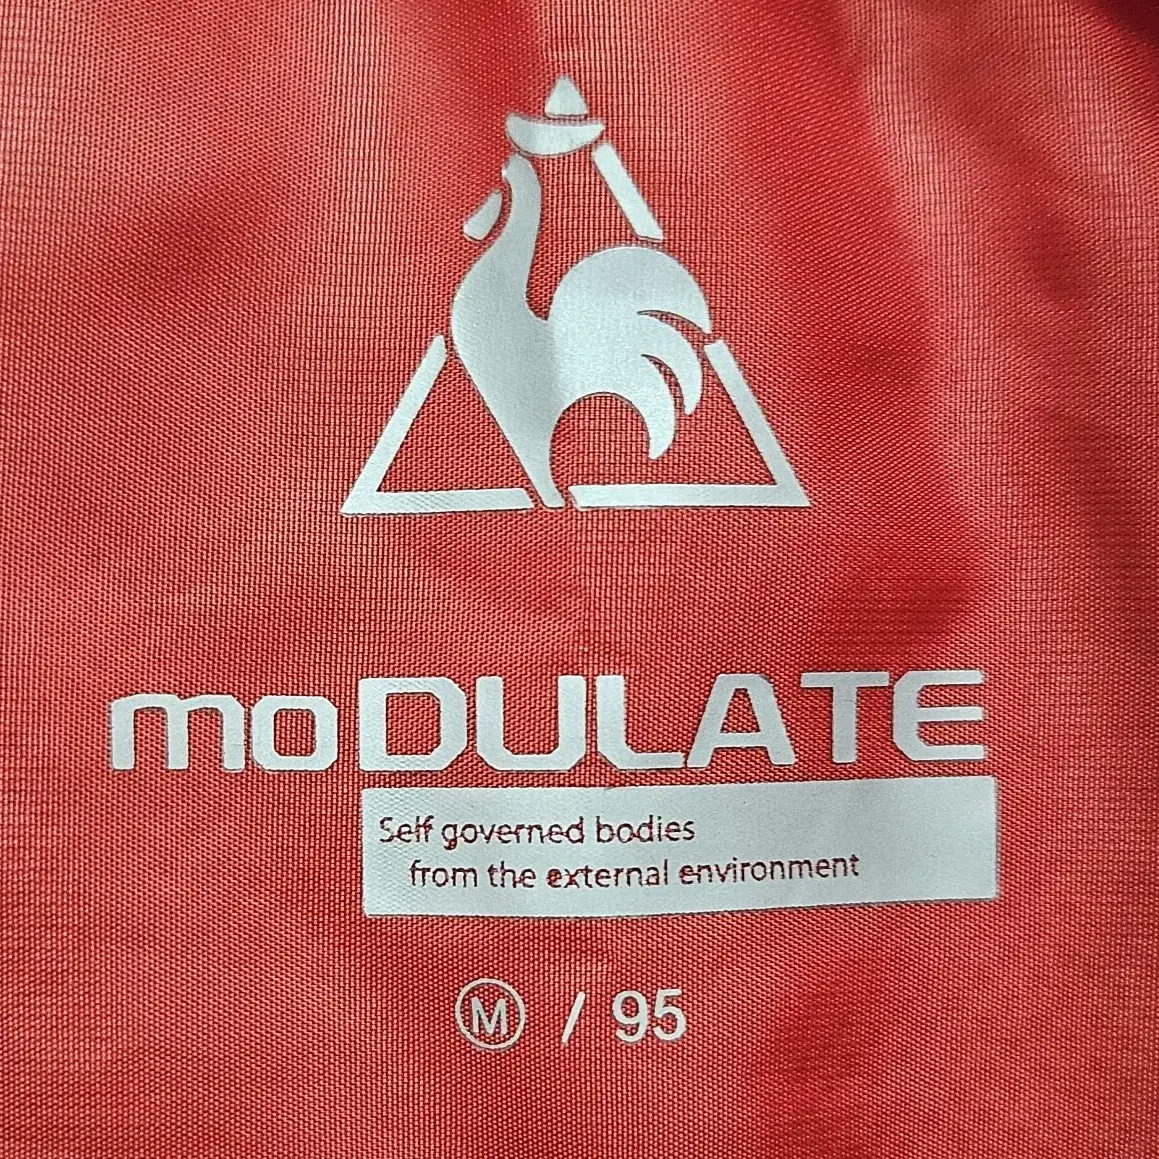 moDULATE
Self governed bodies
from the external environment
Ⓜ / 95